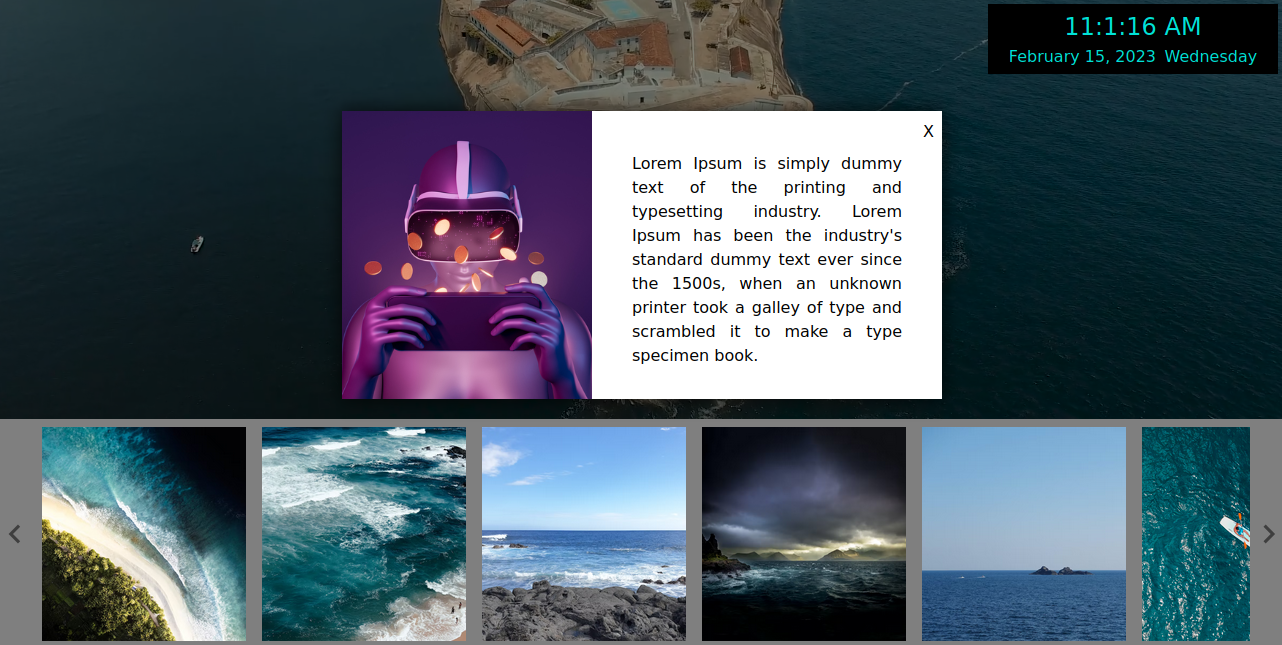 11:1:16 AM
February 15, 2023 Wednesday
X
Lorem Ipsum is simply dummy
text of the printing and
typesetting industry. Lorem
Ipsum has been the industry's
standard dummy text ever since
the 1500s, when an unknown
printer took a galley of type and
scrambled it to make a type
specimen book.